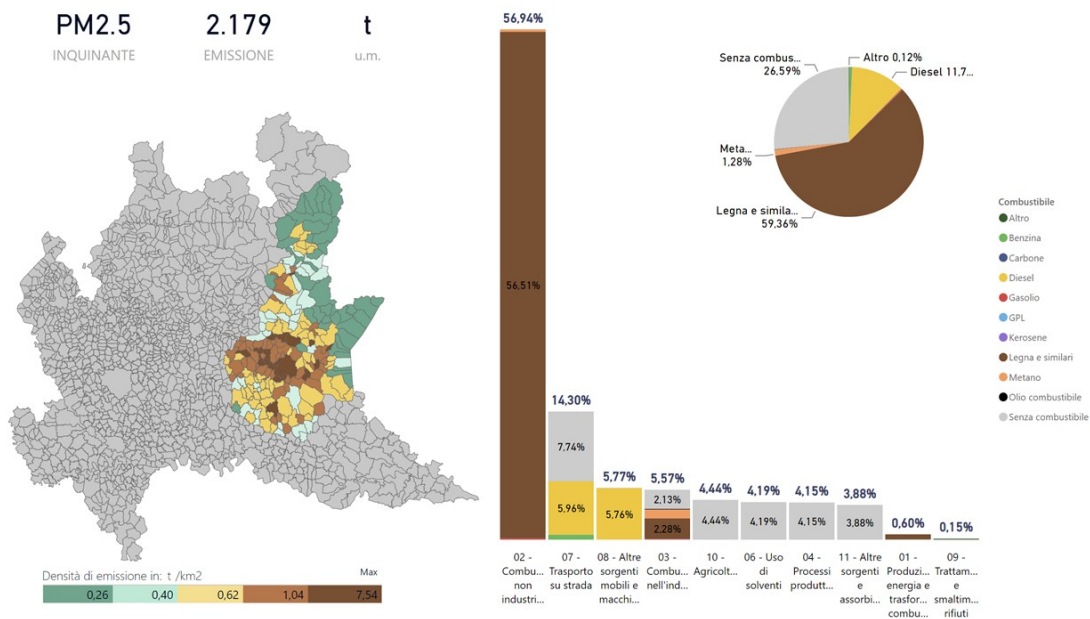 PM2.5
2.179
t
INQUINANTE
EMISSIONE
u.m.
56,94%
56,51%
14,30%
7,74%
5,96%
5,77%
5,76%
5,57%
2,13%
2,28%
4,44%
4,44%
4,19%
4,19%
4,15%
4,15%
3,88%
3,88%
0,60%
0,15%
02 -
Combu...
non
industri...
07 -
Trasporto
su strada
08 - Altre
sorgenti
mobili e
macchi...
03 -
Combu...
nell'ind...
10 -
Agricolt...
06 - Uso
di
solventi
04 -
Processi
produtt...
11 - Altre
sorgenti
e
assorbi...
01 -
Produzi...
energia e
trasfor...
combu...
09 -
Trattam...
e
smaltim...
rifiuti
Senza combus...
26,59%
Altro 0,12%
Diesel 11,7...
Meta...
1,28%
Legna e simila...
59,36%
Combustibile
Altro
Benzina
Carbone
Diesel
Gasolio
GPL
Kerosene
Legna e similari
Metano
Olio combustibile
Senza combustibile
Densità di emissione in: t /km2
Max
0,26
0,40
0,62
1,04
7,54